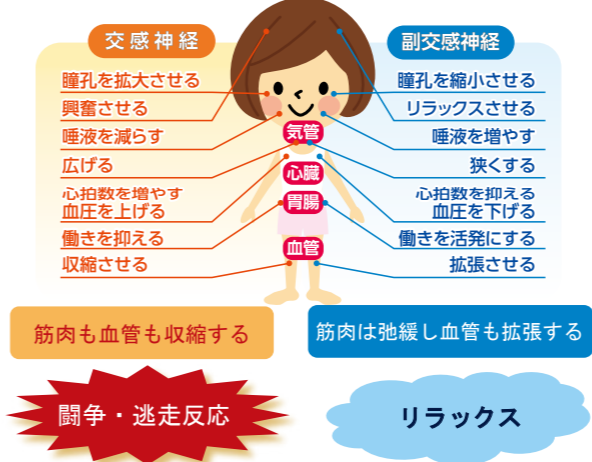 交感神経
副交感神経
瞳孔を拡大させる
興奮させる
唾液を減らす
広げる
心拍数を増やす
血圧を上げる
働きを抑える
収縮させる
気管
心臓
胃腸
血管
瞳孔を縮小させる
リラックスさせる
唾液を増やす
狭くする
心拍数を抑える
血圧を下げる
働きを活発にする
拡張させる
筋肉も血管も収縮する
筋肉は弛緩し血管も拡張する
闘争・逃走反応
リラックス